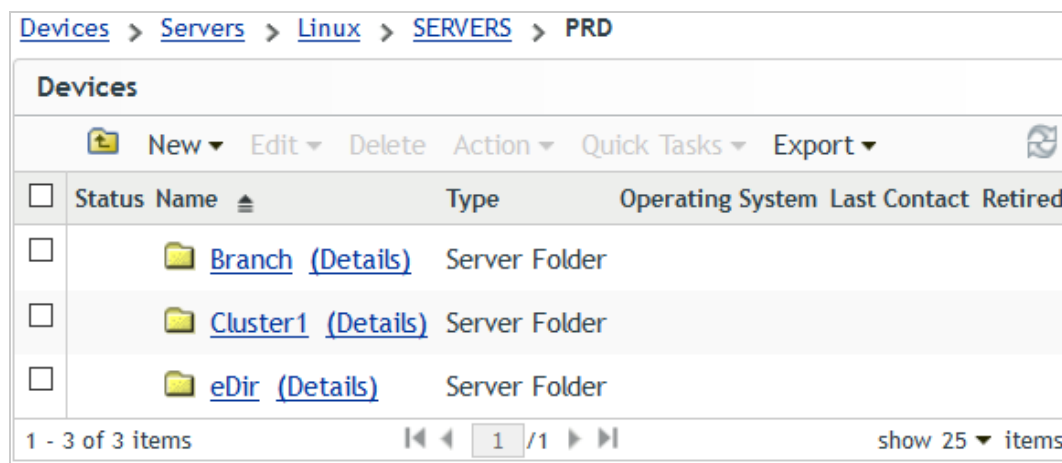 Devices > Servers > Linux > SERVERS > PRD
Devices
New Edit Delete Action Quick Tasks Export
Status Name Type Operating System Last Contact Retired
Branch (Details) Server Folder
Cluster1 (Details) Server Folder
eDir (Details) Server Folder
1 - 3 of 3 items 1 /1 show 25 items